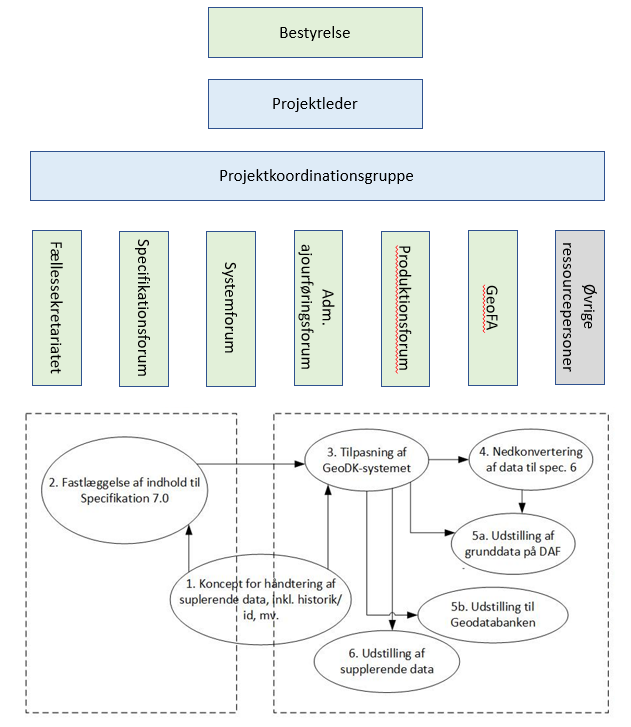 Bestyrelse
Projektleder
Projektkoordinationsgruppe
Fællessekretariatet
Specifikationsforum
Systemforum
Adm.
ajourføringsforum
Produktionsforum
GeoFA
Øvrige
ressourcepersoner
2. Fastlæggelse af indhold til
Specifikation 7.0
3. Tilpasning af
GeoDK-systemet
4. Nedkonvertering
af data til spec. 6
5a. Udstilling af
grunddata på DAF
1. Koncept for håndtering af
suplerende data, inkl. historik/
id, mv.
5b. Udstilling til
Geodatabanken
6. Udstilling af
supplerende data